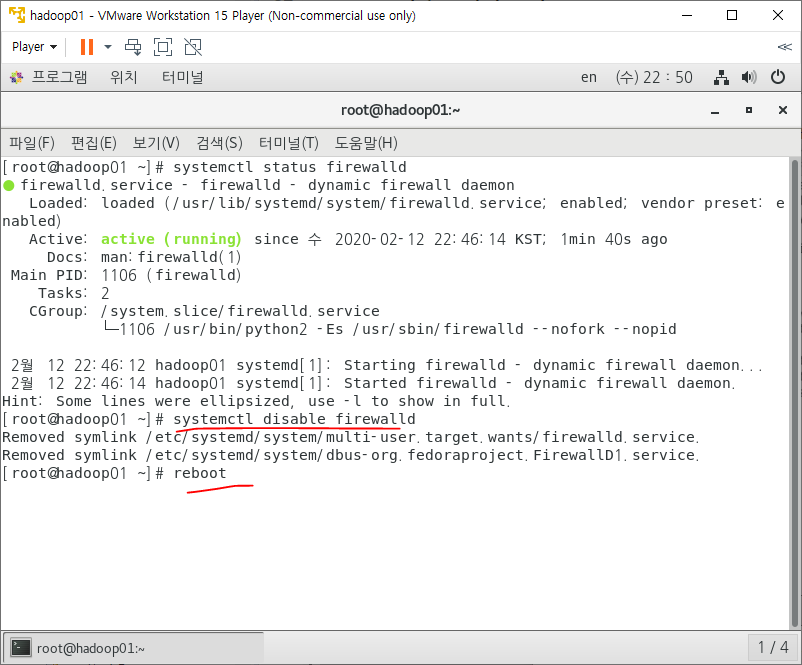 hadoop01 - VMware Workstation 15 Player (Non-commercial use only)
Player
프로그램 위치 터미널 en (수) 22 : 50
root@hadoop01:~
파일(F) 편집(E) 보기(V) 검색(S) 터미널(T) 도움말(H)
[root@hadoop01 ~]# systemctl status firewalld
● firewalld.service - firewalld - dynamic firewall daemon
Loaded: loaded (/usr/lib/systemd/system/firewalld.service; enabled; vendor preset: e
nabled)
Active: active (running) since 수 2020-02-12 22:46:14 KST; 1min 40s ago
Docs: man:firewalld(1)
Main PID: 1106 (firewalld)
Tasks: 2
CGroup: /system.slice/firewalld.service
└─1106 /usr/bin/python2 -Es /usr/sbin/firewalld --nofork --nopid
2월 12 22:46:12 hadoop01 systemd[1]: Starting firewalld - dynamic firewall daemon...
2월 12 22:46:14 hadoop01 systemd[1]: Started firewalld - dynamic firewall daemon.
Hint: Some lines were ellipsized, use -l to show in full.
[root@hadoop01 ~]# systemctl disable firewalld
Removed symlink /etc/systemd/system/multi-user.target.wants/firewalld.service.
Removed symlink /etc/systemd/system/dbus-org.fedoraproject.FirewallD1.service.
[root@hadoop01 ~]# reboot
root@hadoop01:~ 1 / 4